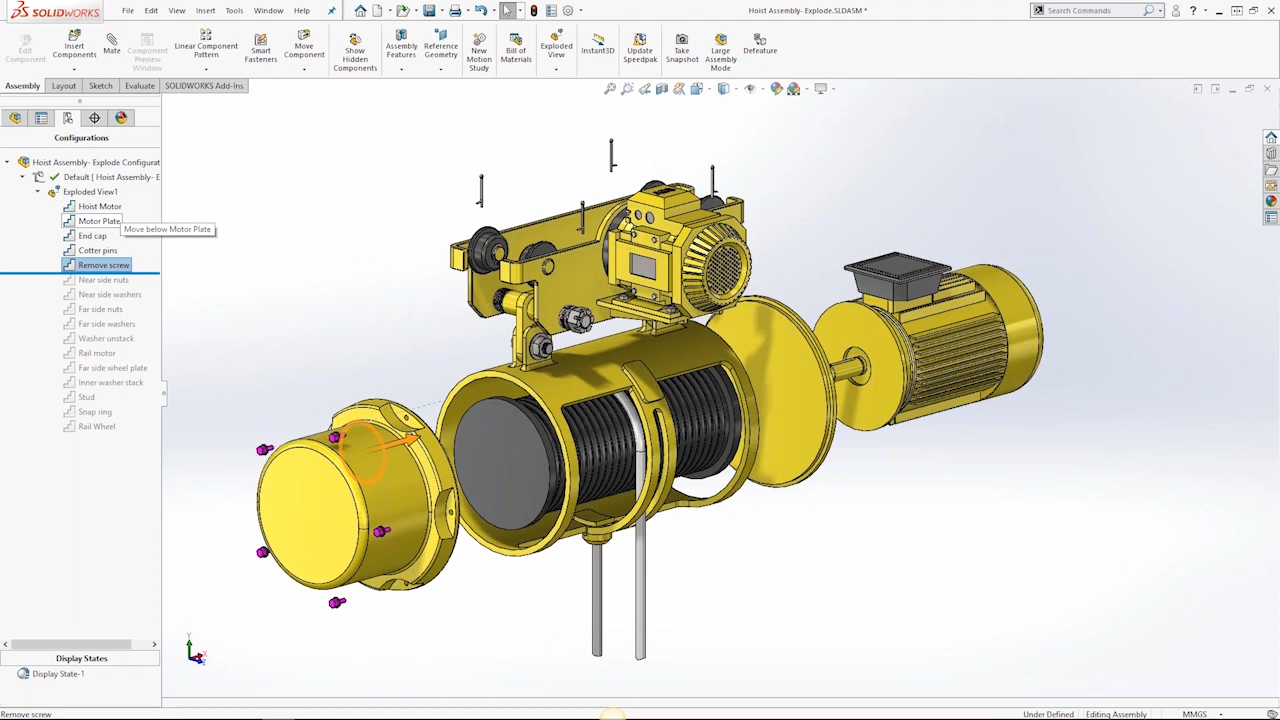 SOLIDWORKS
File Edit View Insert Tools Window Help
Hoist Assembly- Explode.SLDASM *
Search Commands
Edit Component
Insert Components
Mate
Component Preview Window
Linear Component Pattern
Smart Fasteners
Move Component
Show Hidden Components
Assembly Features
Reference Geometry
New Motion Study
Bill of Materials
Exploded View
Instant3D
Update Speedpak
Take Snapshot
Large Assembly Mode
Defeature
Assembly Layout Sketch Evaluate SOLIDWORKS Add-Ins
Configurations
Hoist Assembly- Explode Configurat
Default [ Hoist Assembly- E
Exploded View1
Hoist Motor
Motor Plate
Move below Motor Plate
End cap
Cotter pins
Remove screw
Near side nuts
Near side washers
Far side nuts
Far side washers
Washer unstack
Rail motor
Far side wheel plate
Inner washer stack
Stud
Snap ring
Rail Wheel
Display States
Display State-1
Remove screw
Under Defined Editing Assembly MMGS